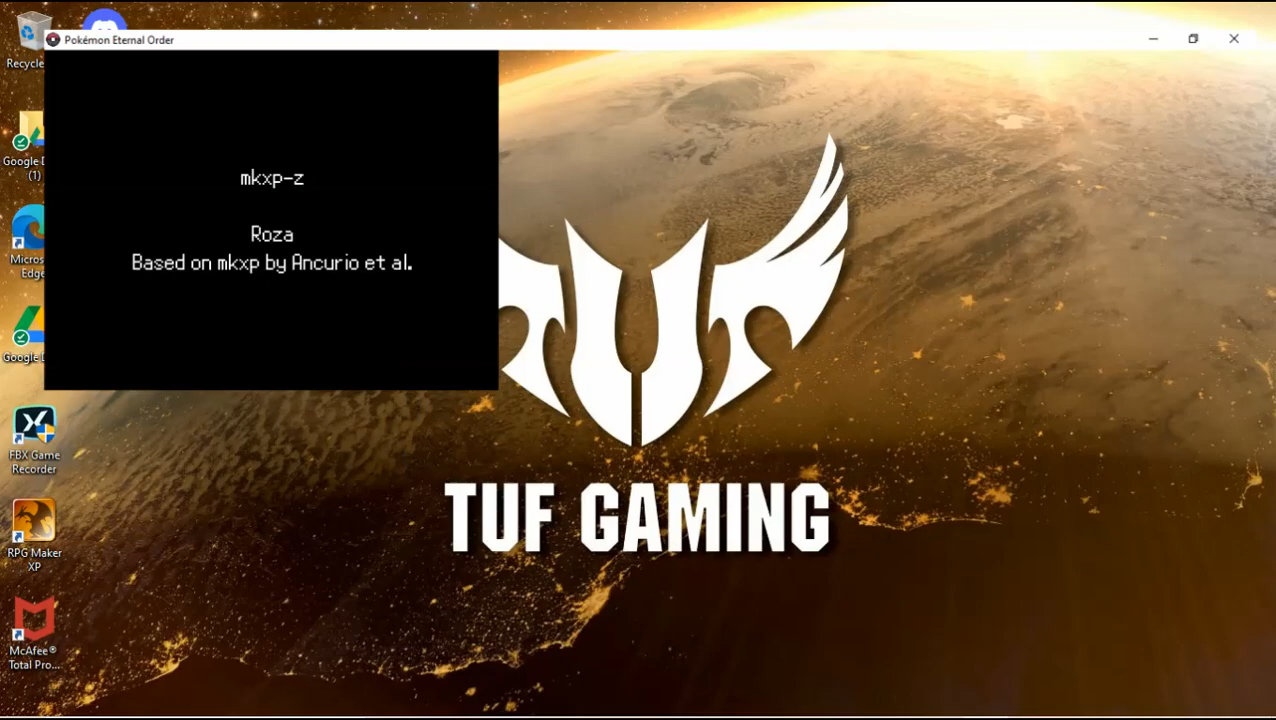 Pokémon Eternal Order
Recycle
mkxp-z
Roza
Based on mkxp by Ancurio et al.
Google D
(1)
Micros
Edge
Google D
FBX Game
Recorder
RPG Maker
XP
McAfee®
Total Pro...
TUF GAMING